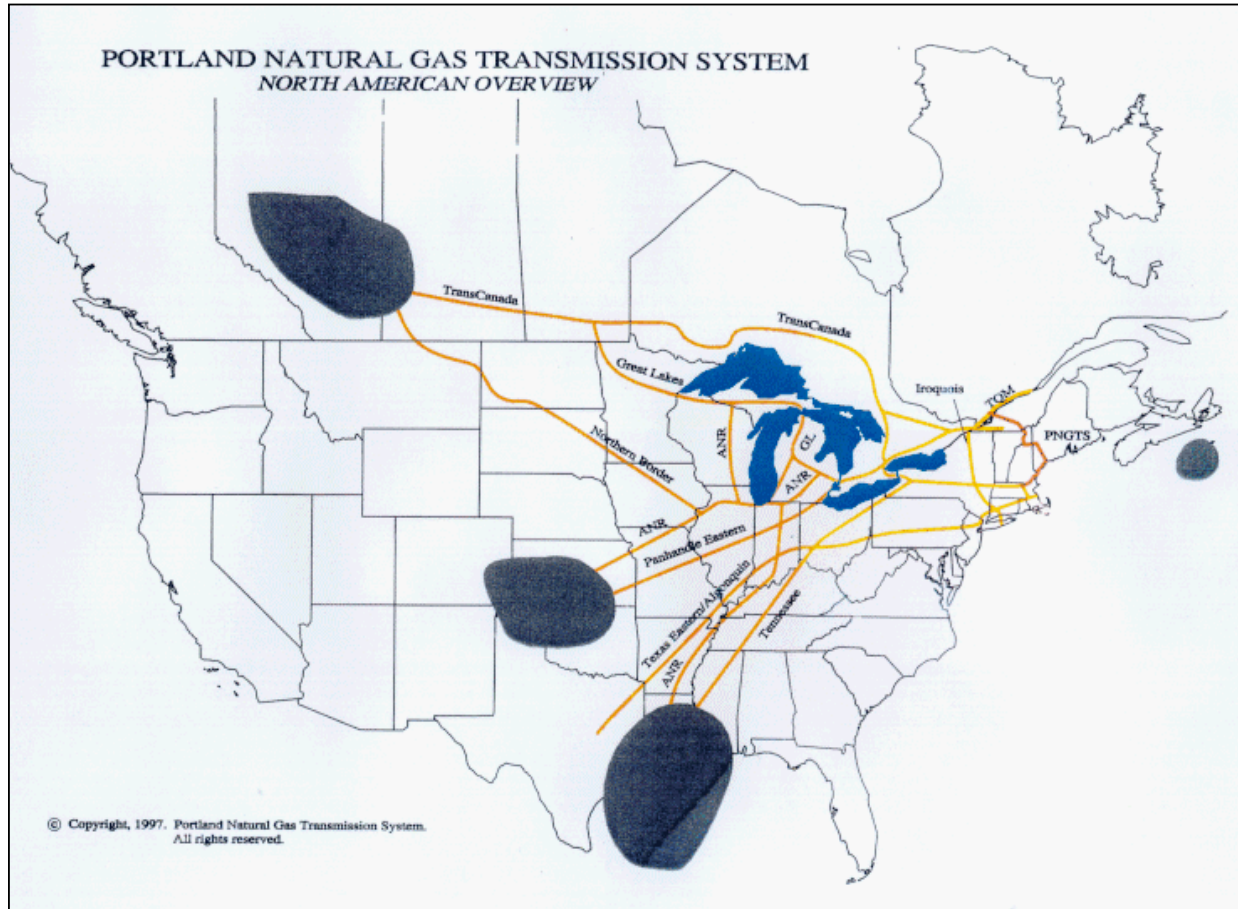 PORTLAND NATURAL GAS TRANSMISSION SYSTEM
NORTH AMERICAN OVERVIEW
TransCanada
TransCanada
Great Lakes
Iroquois
TQM
PNGTS
ANR
GL
ANR
Northern Border
ANR
Panhandle Eastern
Texas Eastern/Algonquin
Tennessee
ANR
© Copyright, 1997. Portland Natural Gas Transmission System.
All rights reserved.